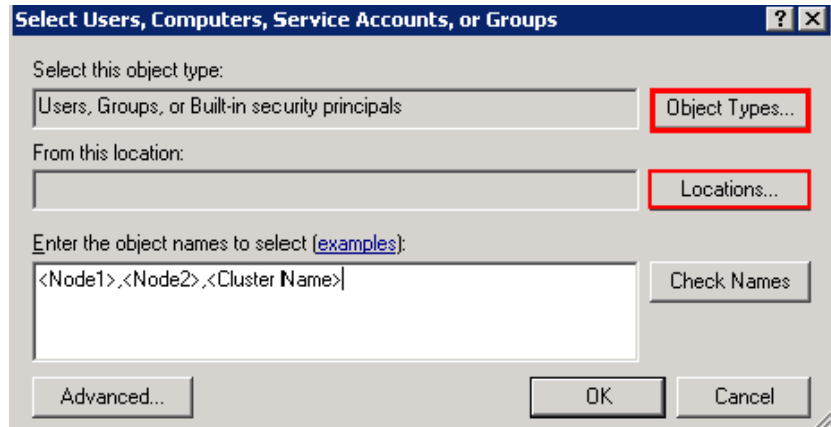 Select Users, Computers, Service Accounts, or Groups
Select this object type:
Users, Groups, or Built-in security principals
Object Types...
From this location:
Locations...
Enter the object names to select (examples):
<Node1>,<Node2>,<Cluster Name>
Check Names
Advanced...
OK
Cancel